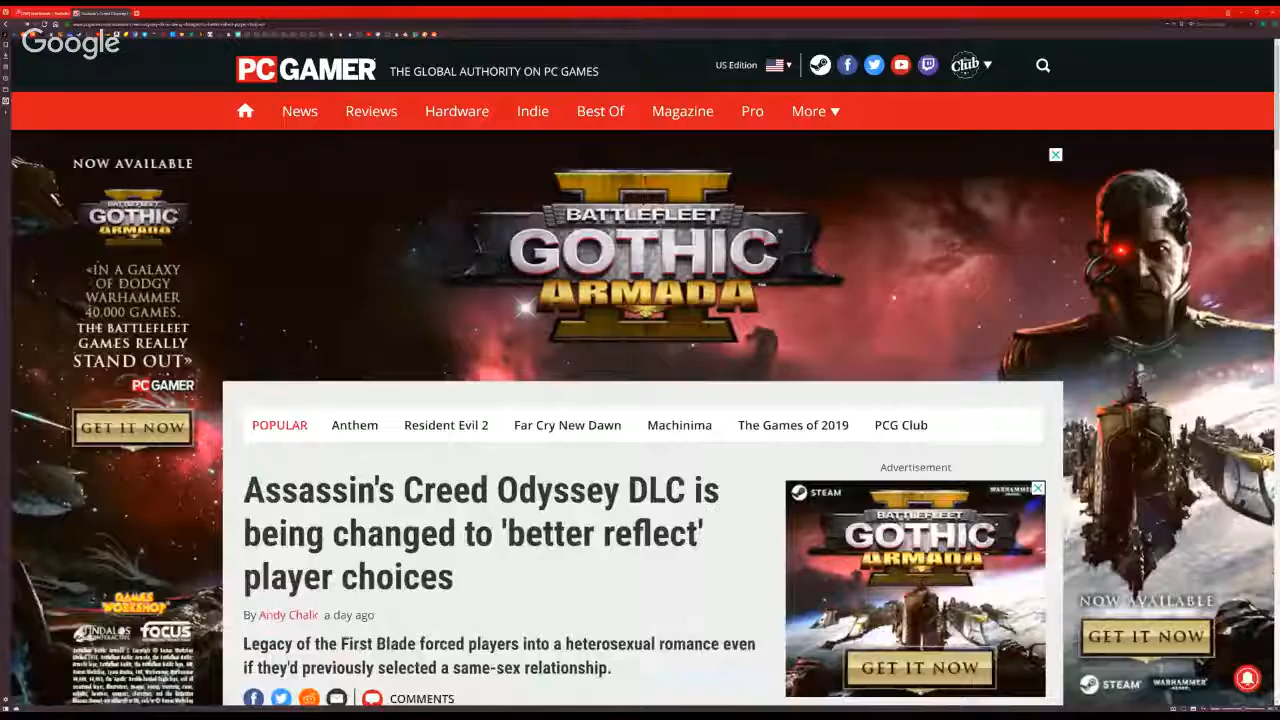 Google
PC GAMER
THE GLOBAL AUTHORITY ON PC GAMES
US Edition
Club
News Reviews Hardware Indie Best Of Magazine Pro More
NOW AVAILABLE
BATTLEFLEET
GOTHIC
ARMADA
«IN A GALAXY
OF DODGY
WARHAMMER
40.000 GAMES.
THE BATTLEFLEET
GAMES REALLY
STAND OUT»
PC GAMER
GET IT NOW
GAMES
WORKSHOP
INDALOS
FOCUS
BATTLEFLEET
GOTHIC
ARMADA
II
POPULAR Anthem Resident Evil 2 Far Cry New Dawn Machinima The Games of 2019 PCG Club
Assassin's Creed Odyssey DLC is
being changed to 'better reflect'
player choices
By Andy Chalk a day ago
Legacy of the First Blade forced players into a heterosexual romance even
if they'd previously selected a same-sex relationship.
COMMENTS
Advertisement
STEAM
WARHAMMER
BATTLEFLEET
GOTHIC
ARMADA
GET IT NOW
NOW AVAILABLE
GET IT NOW
STEAM
WARHAMMER